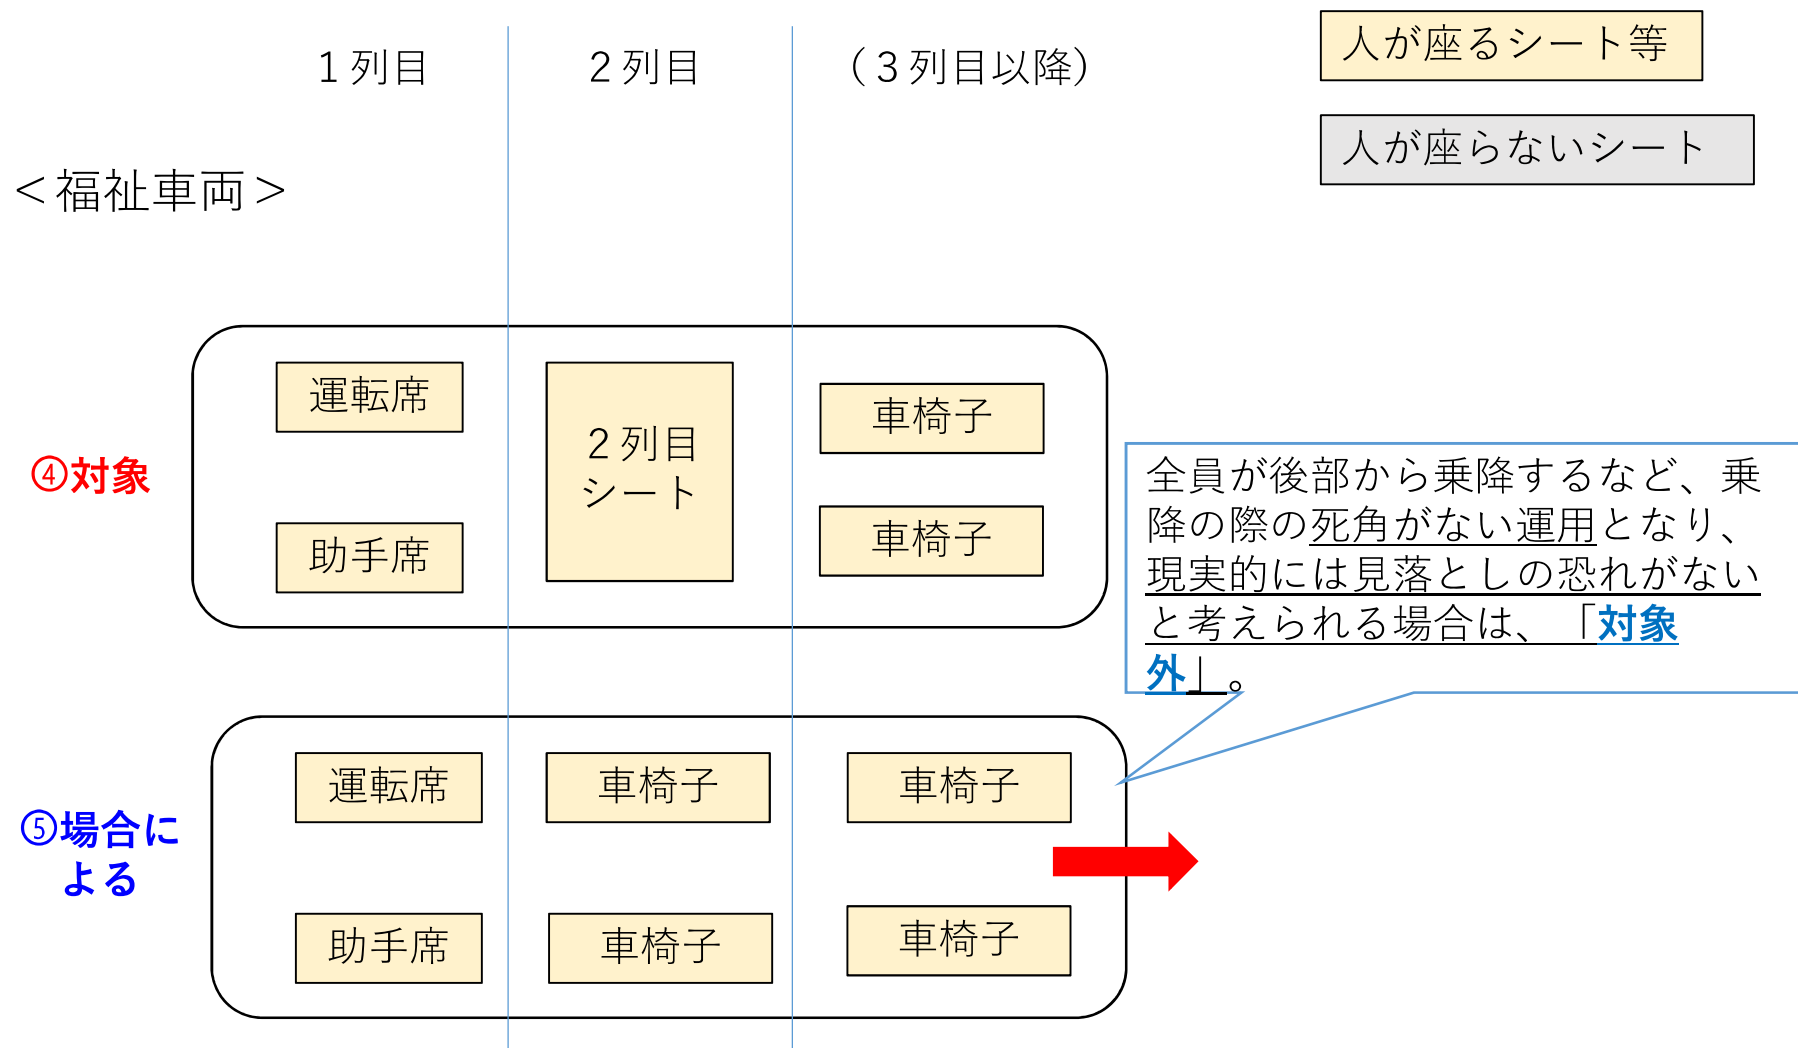 １列目
２列目
（３列目以降）
人が座るシート等
人が座らないシート
＜福祉車両＞
④対象
運転席
助手席
２列目
シート
車椅子
車椅子
全員が後部から乗降するなど、乗
降の際の死角がない運用となり、
現実的には見落としの恐れがない
と考えられる場合は、「対象
外」。
⑤場合に
よる
運転席
車椅子
車椅子
助手席
車椅子
車椅子